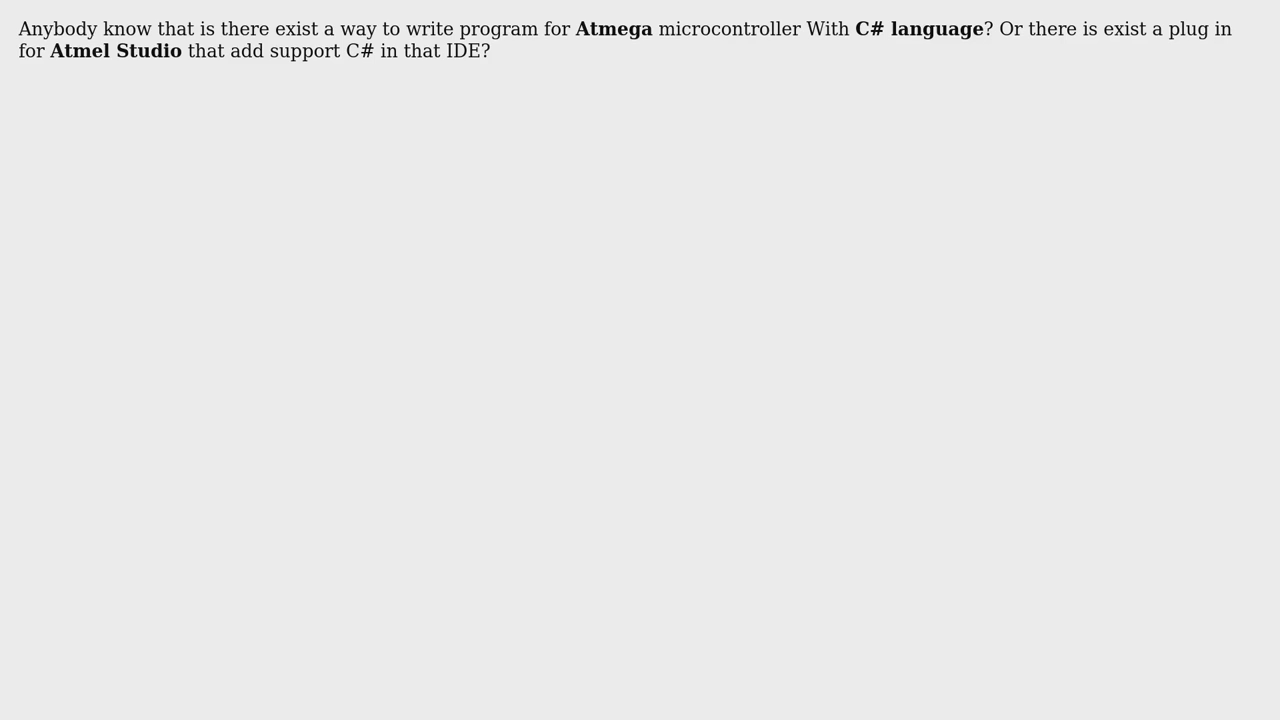 Anybody know that is there exist a way to write program for Atmega microcontroller With C# language? Or there is exist a plug in
for Atmel Studio that add support C# in that IDE?